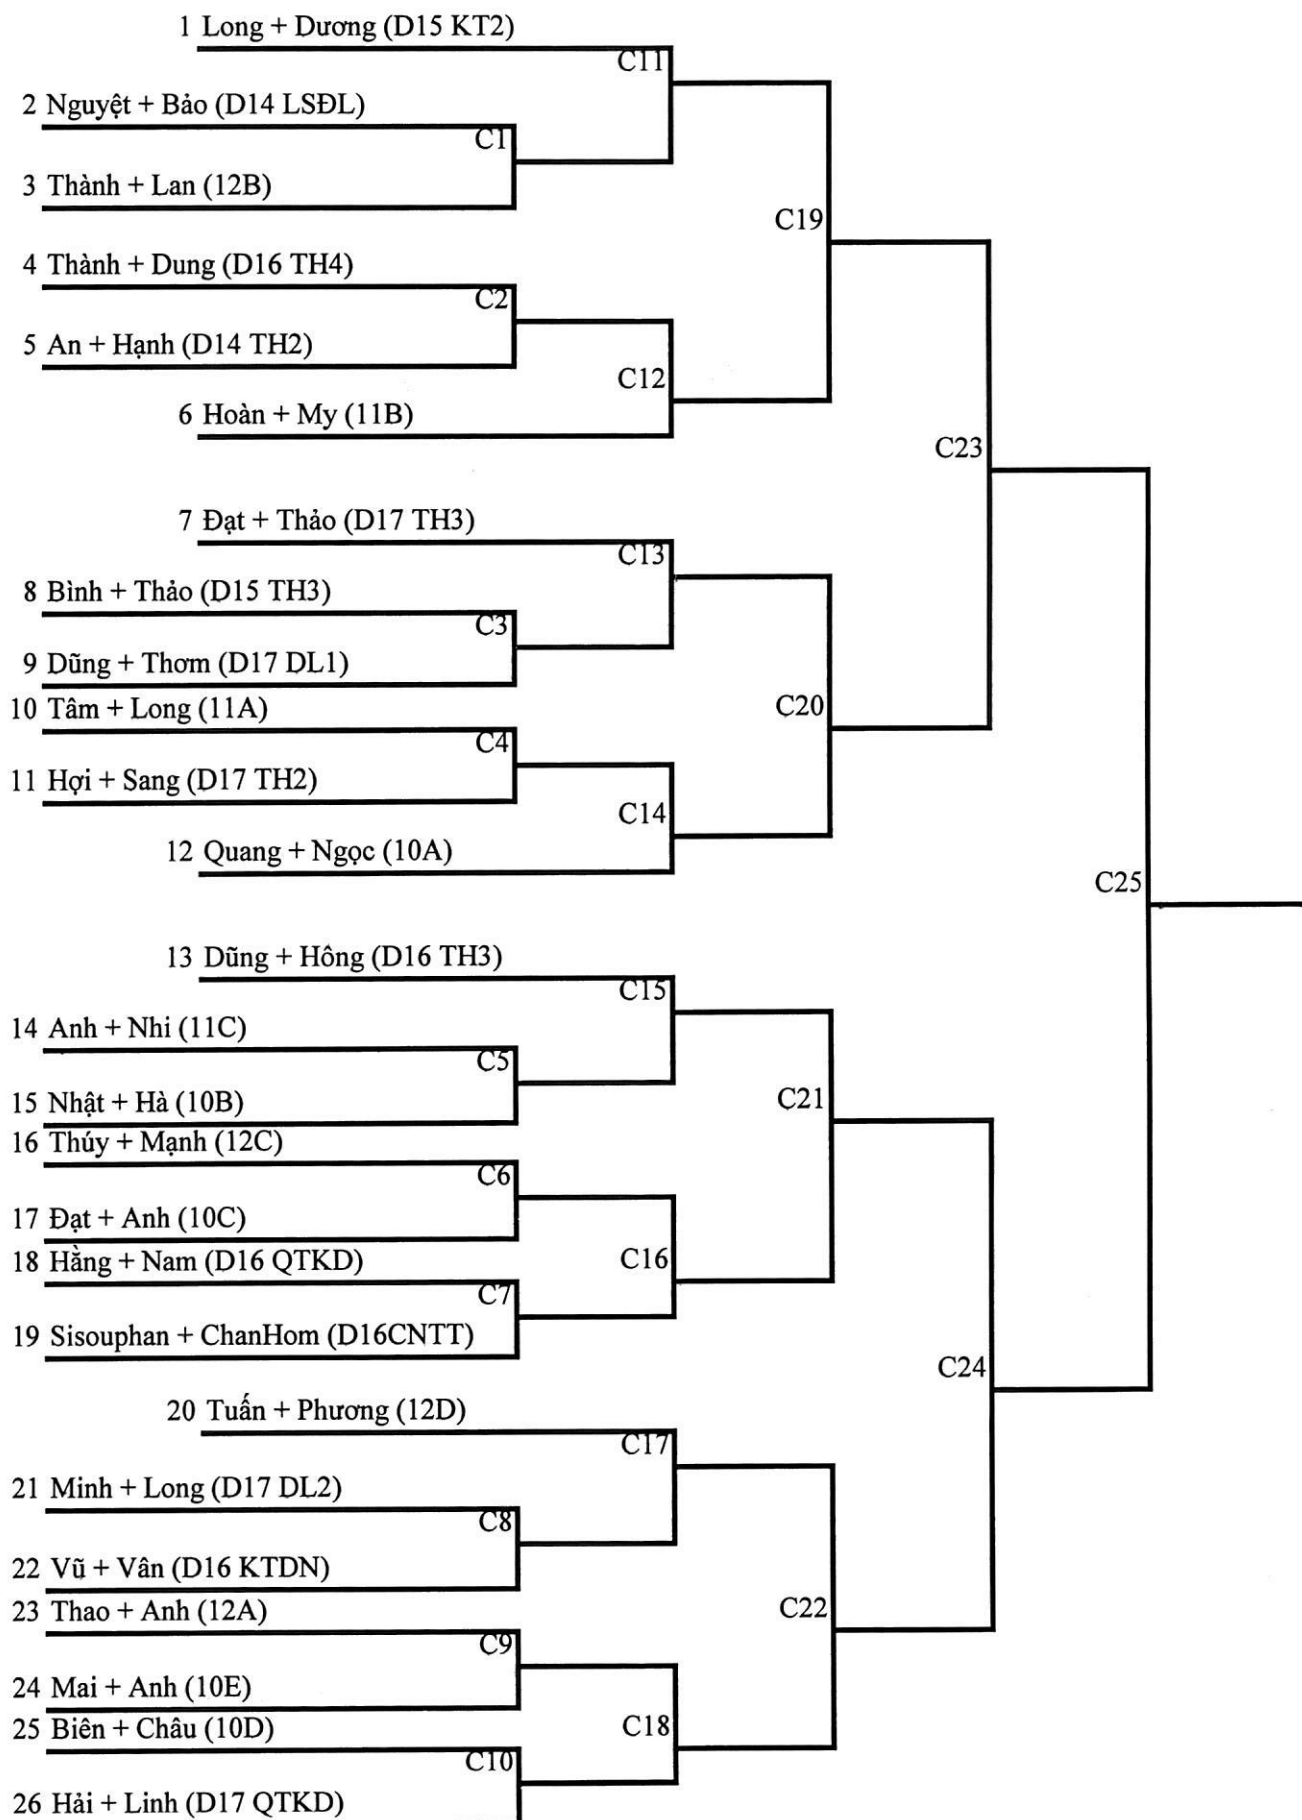 1 Long + Dương (D15 KT2)
C11
2 Nguyệt + Bảo (D14 LSĐL)
C1
3 Thành + Lan (12B)
C19
4 Thành + Dung (D16 TH4)
C2
5 An + Hạnh (D14 TH2)
C12
6 Hoàn + My (11B)
C23
7 Đạt + Thảo (D17 TH3)
C13
8 Bình + Thảo (D15 TH3)
C3
9 Dũng + Thơm (D17 DL1)
10 Tâm + Long (11A)
C20
C4
11 Hợi + Sang (D17 TH2)
C14
12 Quang + Ngọc (10A)
C25
13 Dũng + Hông (D16 TH3)
C15
14 Anh + Nhi (11C)
C5
15 Nhật + Hà (10B)
C21
16 Thúy + Mạnh (12C)
C6
17 Đạt + Anh (10C)
18 Hằng + Nam (D16 QTKD)
C16
C7
19 Sisouphan + ChanHom (D16CNTT)
C24
20 Tuấn + Phương (12D)
C17
21 Minh + Long (D17 DL2)
C8
22 Vũ + Vân (D16 KTDN)
23 Thao + Anh (12A)
C22
C9
24 Mai + Anh (10E)
25 Biên + Châu (10D)
C18
C10
26 Hải + Linh (D17 QTKD)